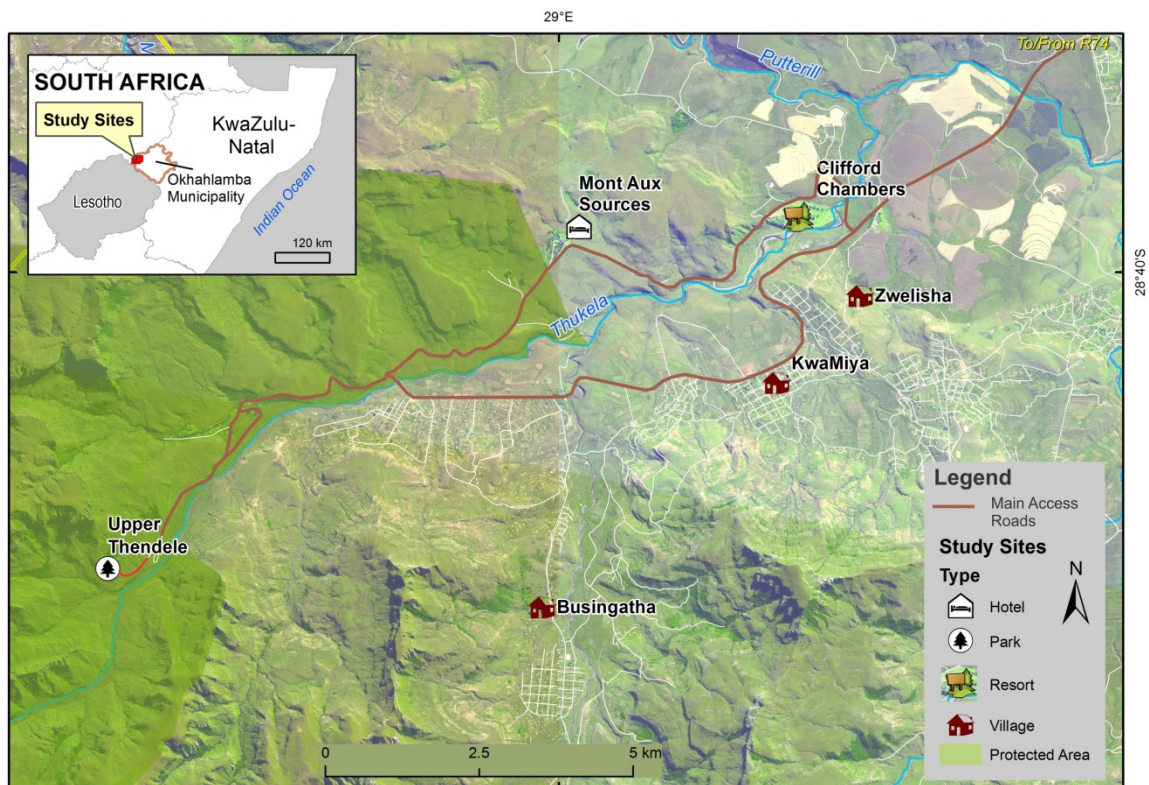 29°E
To/From R74
SOUTH AFRICA
Study Sites
KwaZulu-
Natal
Okhahlamba
Municipality
Lesotho
Indian Ocean
120 km
Putterill
Clifford
Chambers
Mont Aux
Sources
28°40'S
Zwelisha
Thukela
KwaMiya
Upper
Thendele
Busingatha
0 2.5 5 km
Legend
Main Access
Roads
Study Sites
Type
N
Hotel
Park
Resort
Village
Protected Area